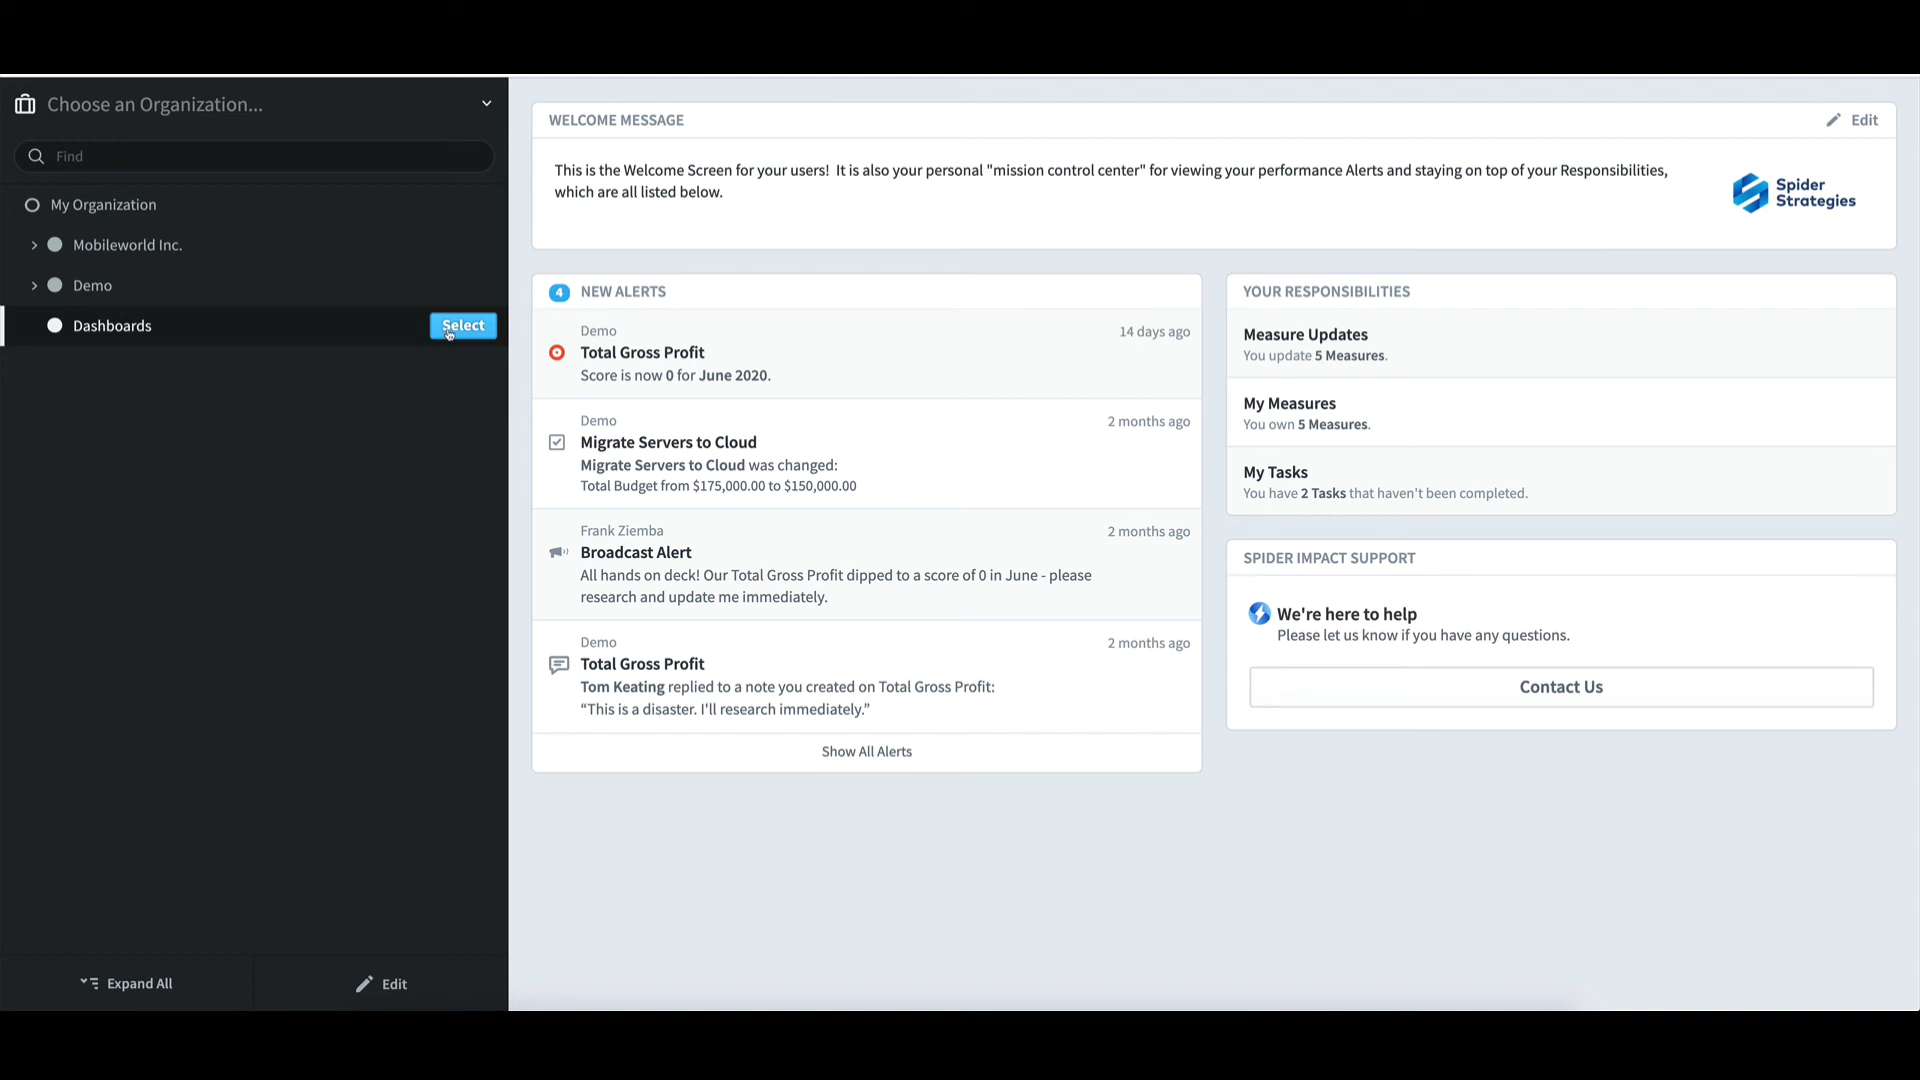 Choose an Organization...
Find
My Organization
Mobileworld Inc.
Demo
Dashboards
Select
Expand All
Edit
WELCOME MESSAGE
Edit
This is the Welcome Screen for your users! It is also your personal "mission control center" for viewing your performance Alerts and staying on top of your Responsibilities,
which are all listed below.
Spider
Strategies
4 NEW ALERTS
Demo
14 days ago
Total Gross Profit
Score is now 0 for June 2020.
Demo
2 months ago
Migrate Servers to Cloud
Migrate Servers to Cloud was changed:
Total Budget from $175,000.00 to $150,000.00
Frank Ziemba
2 months ago
Broadcast Alert
All hands on deck! Our Total Gross Profit dipped to a score of 0 in June - please
research and update me immediately.
Demo
2 months ago
Total Gross Profit
Tom Keating replied to a note you created on Total Gross Profit:
“This is a disaster. I'll research immediately.”
Show All Alerts
YOUR RESPONSIBILITIES
Measure Updates
You update 5 Measures.
My Measures
You own 5 Measures.
My Tasks
You have 2 Tasks that haven't been completed.
SPIDER IMPACT SUPPORT
We're here to help
Please let us know if you have any questions.
Contact Us